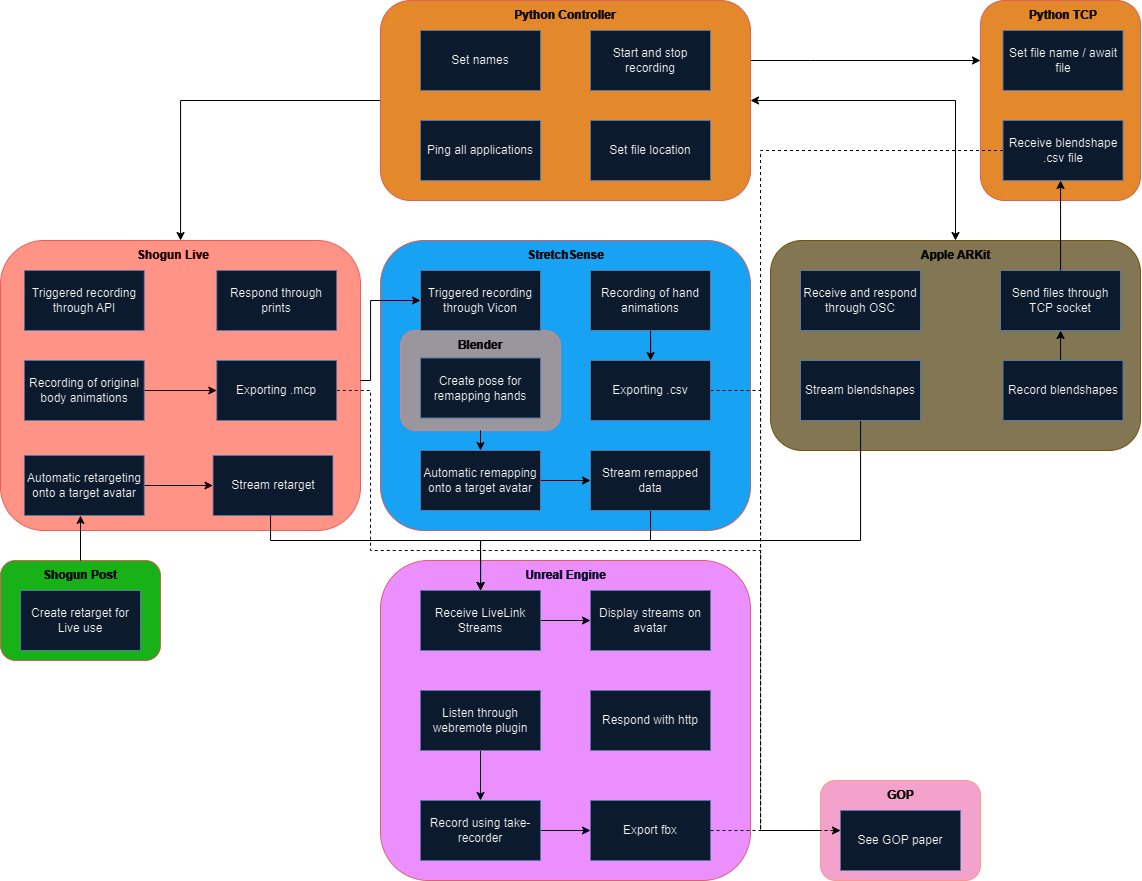 Python Controller
Set names
Start and stop
recording
Ping all applications
Set file location
Python TCP
Set file name / await
file
Receive blendshape
.csv file
Shogun Live
Triggered recording
through API
Respond through
prints
Recording of original
body animations
Exporting .mcp
Automatic retargeting
onto a target avatar
Stream retarget
StretchSense
Triggered recording
through Vicon
Recording of hand
animations
Blender
Create pose for
remapping hands
Exporting .csv
Automatic remapping
onto a target avatar
Stream remapped
data
Apple ARKit
Receive and respond
through OSC
Send files through
TCP socket
Stream blendshapes
Record blendshapes
Shogun Post
Create retarget for
Live use
Unreal Engine
Receive LiveLink
Streams
Display streams on
avatar
Listen through
webremote plugin
Respond with http
Record using take-
recorder
Export fbx
GOP
See GOP paper